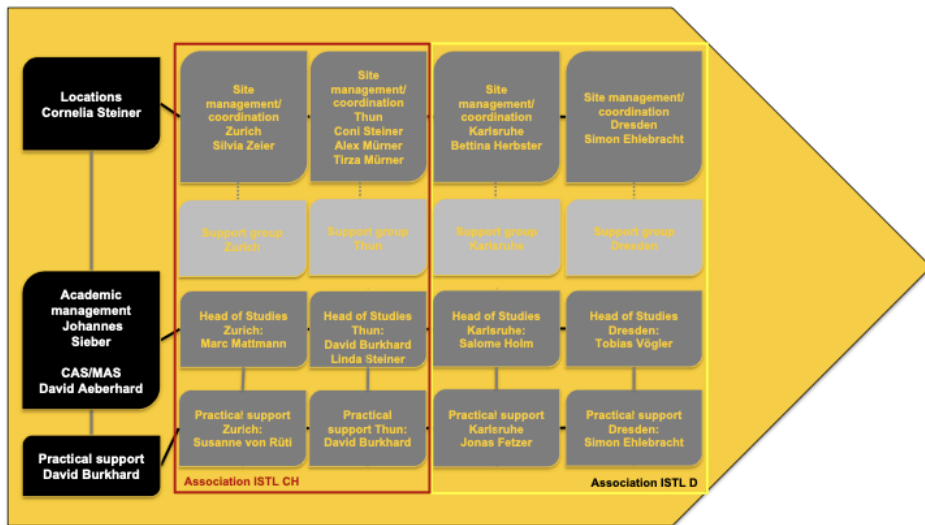 Locations
Cornelia Steiner
Site
management/
coordination
Zurich
Silvia Zeier
Site
management/
coordination
Thun
Coni Steiner
Alex Mürner
Tirza Mürner
Site
management/
coordination
Karlsruhe
Bettina Herbster
Site management/
coordination
Dresden
Simon Ehlebracht
Support group
Zurich
Support group
Thun
Support group
Karlsruhe
Support group
Dresden
Academic
management
Johannes
Sieber
CAS/MAS
David Aeberhard
Head of Studies
Zurich:
Marc Mattmann
Head of Studies
Thun:
David Burkhard
Linda Steiner
Head of Studies
Karlsruhe:
Salome Holm
Head of Studies
Dresden:
Tobias Vögler
Practical support
David Burkhard
Practical support
Zurich:
Susanne von Rüti
Practical
support Thun:
David Burkhard
Practical support
Karlsruhe
Jonas Fetzer
Practical support
Dresden:
Simon Ehlebracht
Association ISTL CH
Association ISTL D